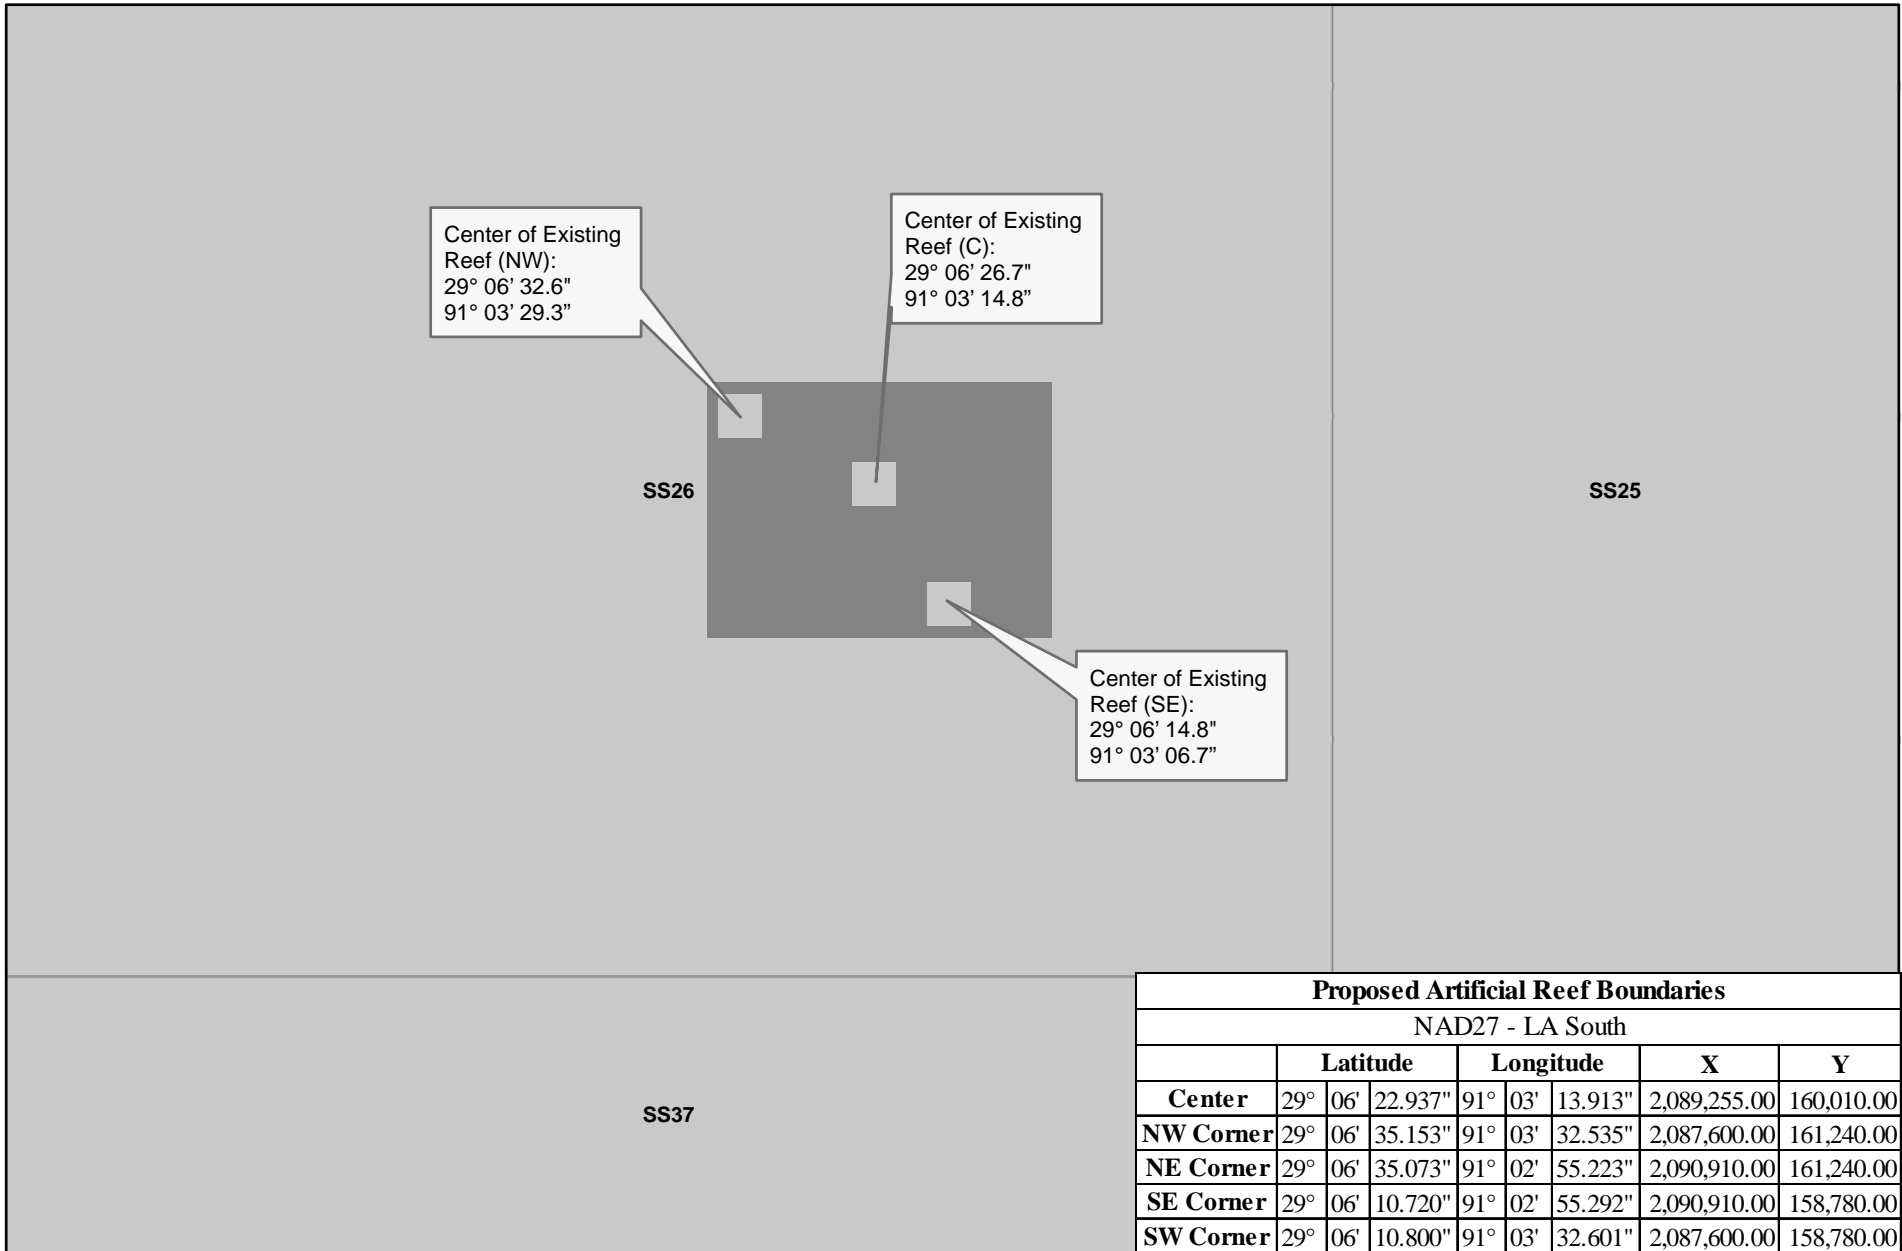 Center of Existing
Reef (NW):
29° 06’ 32.6"
91° 03’ 29.3”
Center of Existing
Reef (C):
29° 06’ 26.7"
91° 03’ 14.8”
SS26
SS25
Center of Existing
Reef (SE):
29° 06’ 14.8"
91° 03’ 06.7”
SS37
Proposed Artificial Reef Boundaries
NAD27 - LA South
Latitude Longitude X Y
Center 29° 06' 22.937" 91° 03' 13.913" 2,089,255.00 160,010.00
NW Corner 29° 06' 35.153" 91° 03' 32.535" 2,087,600.00 161,240.00
NE Corner 29° 06' 35.073" 91° 02' 55.223" 2,090,910.00 161,240.00
SE Corner 29° 06' 10.720" 91° 02' 55.292" 2,090,910.00 158,780.00
SW Corner 29° 06' 10.800" 91° 03' 32.601" 2,087,600.00 158,780.00